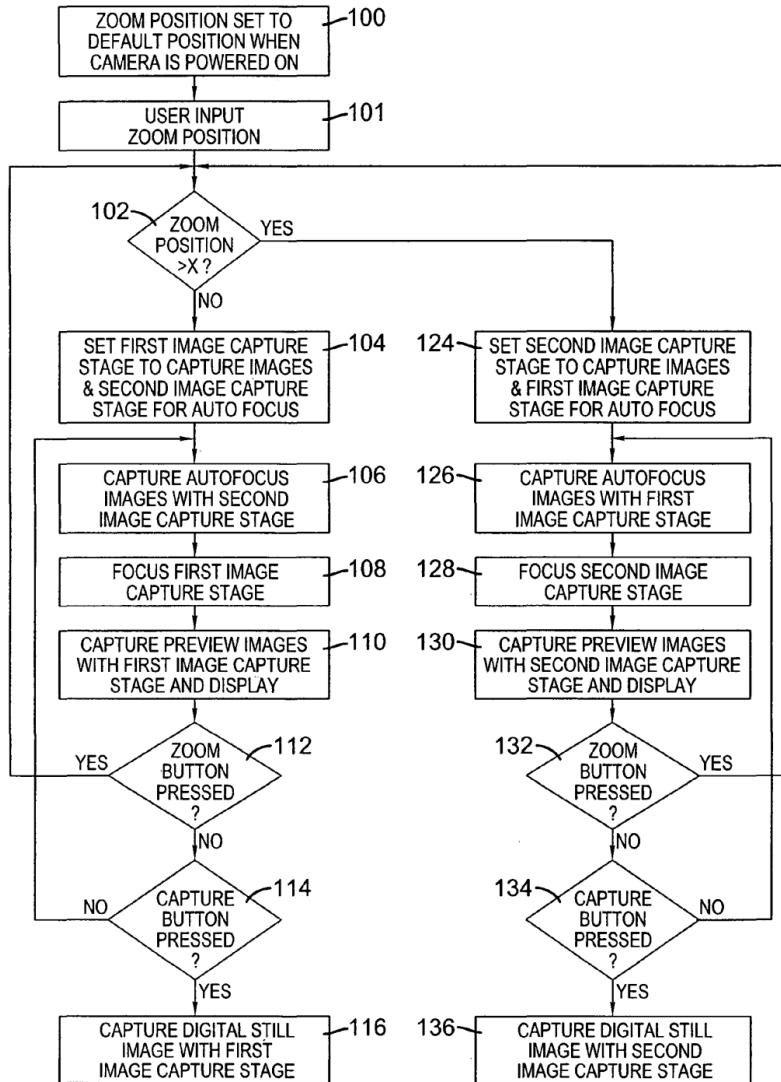 ZOOM POSITION SET TO
DEFAULT POSITION WHEN
CAMERA IS POWERED ON
100
USER INPUT
ZOOM POSITION
101
102
ZOOM
POSITION
>X ?
YES
NO
SET FIRST IMAGE CAPTURE
STAGE TO CAPTURE IMAGES
& SECOND IMAGE CAPTURE
STAGE FOR AUTO FOCUS
104
CAPTURE AUTOFOCUS
IMAGES WITH SECOND
IMAGE CAPTURE STAGE
106
FOCUS FIRST IMAGE
CAPTURE STAGE
108
CAPTURE PREVIEW IMAGES
WITH FIRST IMAGE CAPTURE
STAGE AND DISPLAY
110
ZOOM
BUTTON
PRESSED
?
112
YES
NO
CAPTURE
BUTTON
PRESSED
?
114
NO
YES
CAPTURE DIGITAL STILL
IMAGE WITH FIRST
IMAGE CAPTURE STAGE
116
124
SET SECOND IMAGE CAPTURE
STAGE TO CAPTURE IMAGES
& FIRST IMAGE CAPTURE
STAGE FOR AUTO FOCUS
126
CAPTURE AUTOFOCUS
IMAGES WITH FIRST
IMAGE CAPTURE STAGE
128
FOCUS SECOND IMAGE
CAPTURE STAGE
130
CAPTURE PREVIEW IMAGES
WITH SECOND IMAGE CAPTURE
STAGE AND DISPLAY
132
ZOOM
BUTTON
PRESSED
?
YES
NO
134
CAPTURE
BUTTON
PRESSED
?
NO
YES
136
CAPTURE DIGITAL STILL
IMAGE WITH SECOND
IMAGE CAPTURE STAGE